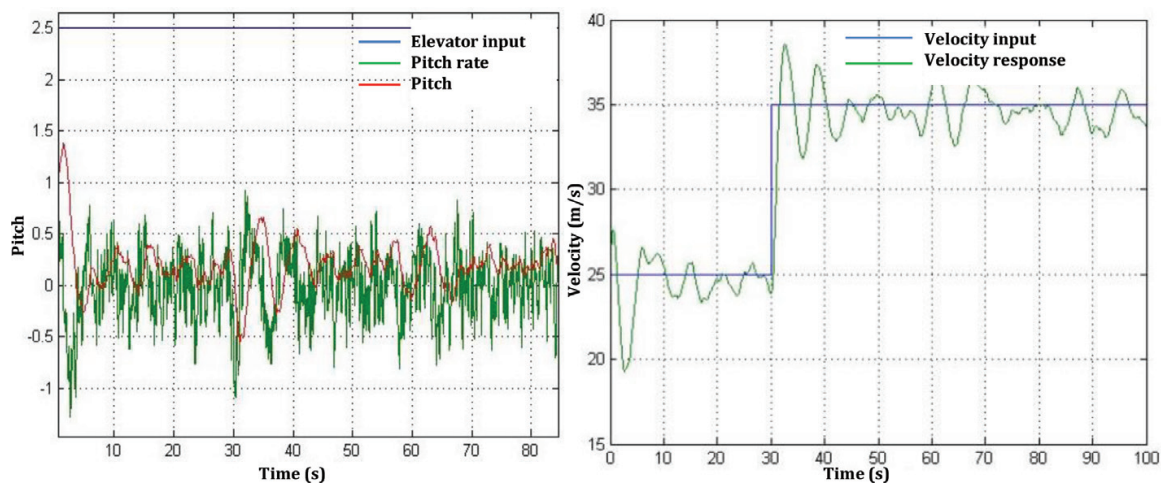 2.5
2
1.5
1
0.5
0
-0.5
-1
Pitch
Elevator input
Pitch rate
Pitch
10 20 30 40 50 60 70 80
Time (s)
40
35
30
25
20
15
Velocity (m/s)
Velocity input
Velocity response
0 10 20 30 40 50 60 70 80 90 100
Time (s)